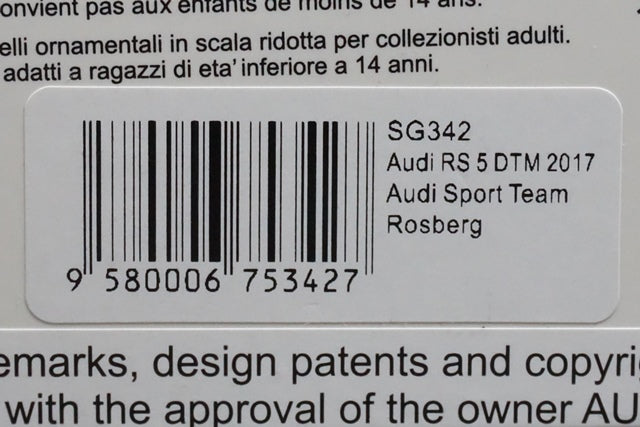 onvient pas aux enfants de moins de 14 ans.
elli ornamentali in scala ridotta per collezionisti adulti.
adatti a ragazzi di eta' inferiore a 14 anni.
SG342
Audi RS 5 DTM 2017
Audi Sport Team
Rosberg
9 580006 753427
emarks, design patents and copyri
with the approval of the owner AU